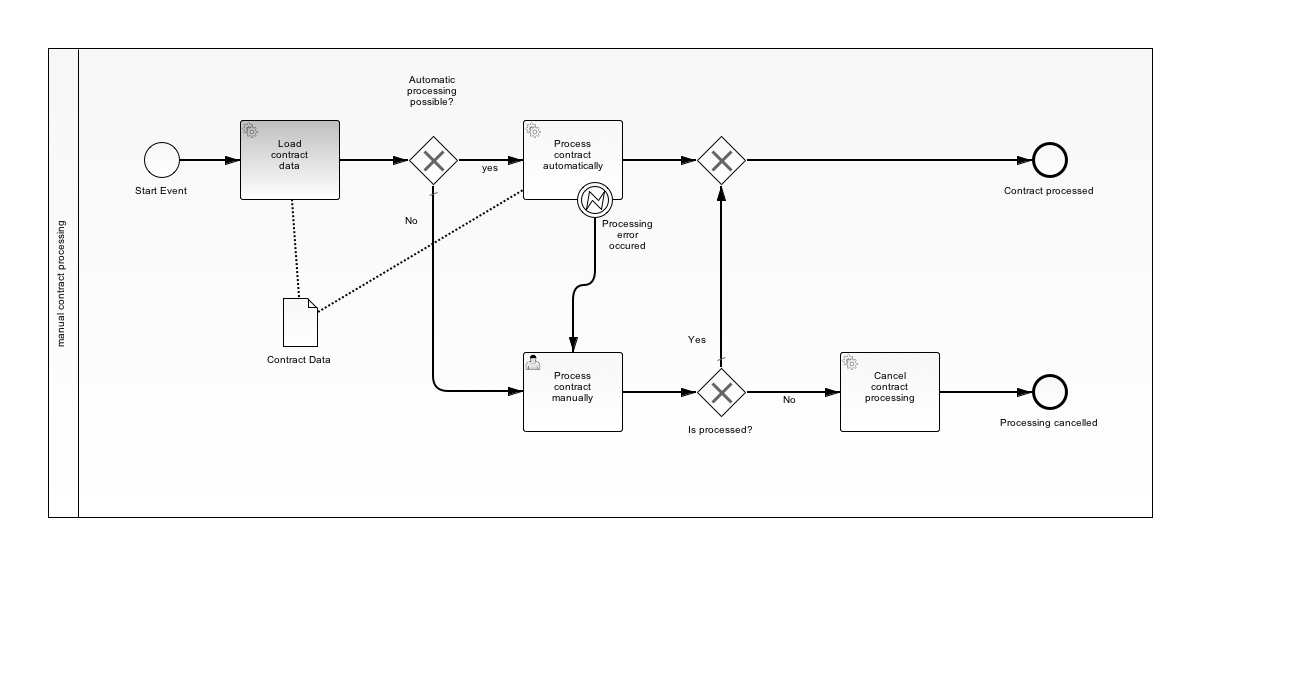 manual contract processing
Start Event
Load
contract
data
Automatic
processing
possible?
yes
No
Process
contract
automatically
Processing
error
occured
Contract processed
Contract Data
Process
contract
manually
Yes
Is processed?
No
Cancel
contract
processing
Processing cancelled